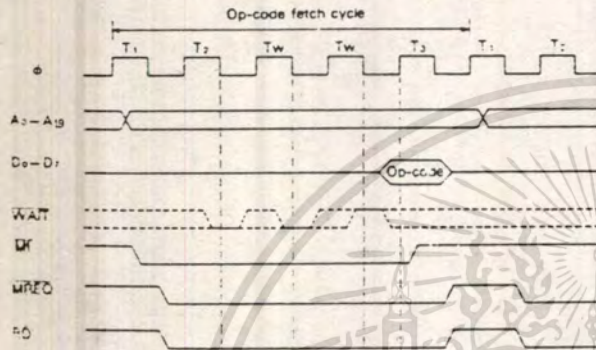 Op-code fetch cycle
T₁ T₂ Tw Tw T₃ T₁ T₂
ϕ
A₀–A₁₉
D₀–D₇ Op-code
WAIT
MREQ
RD